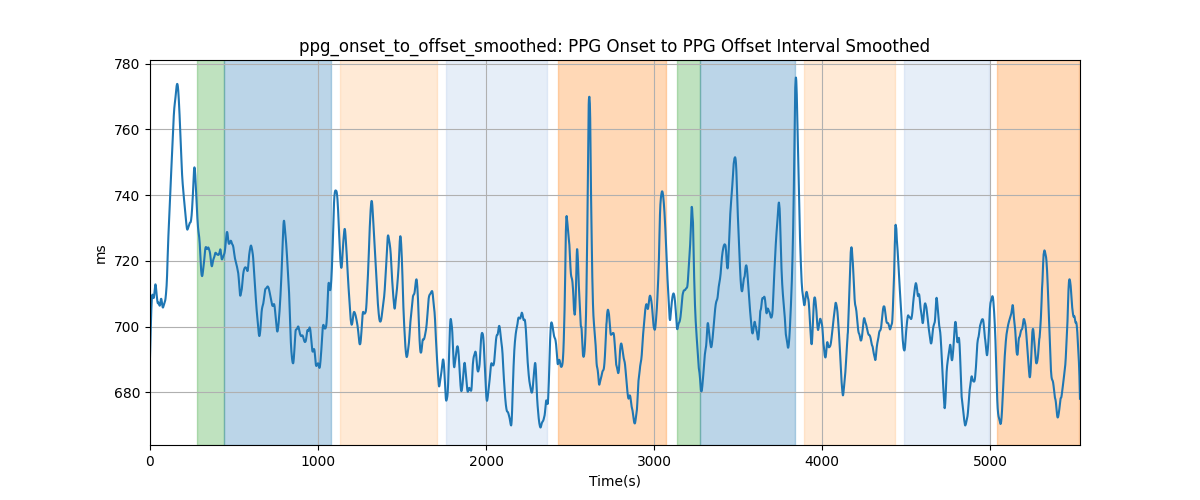 ppg_onset_to_offset_smoothed: PPG Onset to PPG Offset Interval Smoothed
780
760
740
720
700
680
ms
0 1000 2000 3000 4000 5000
Time(s)